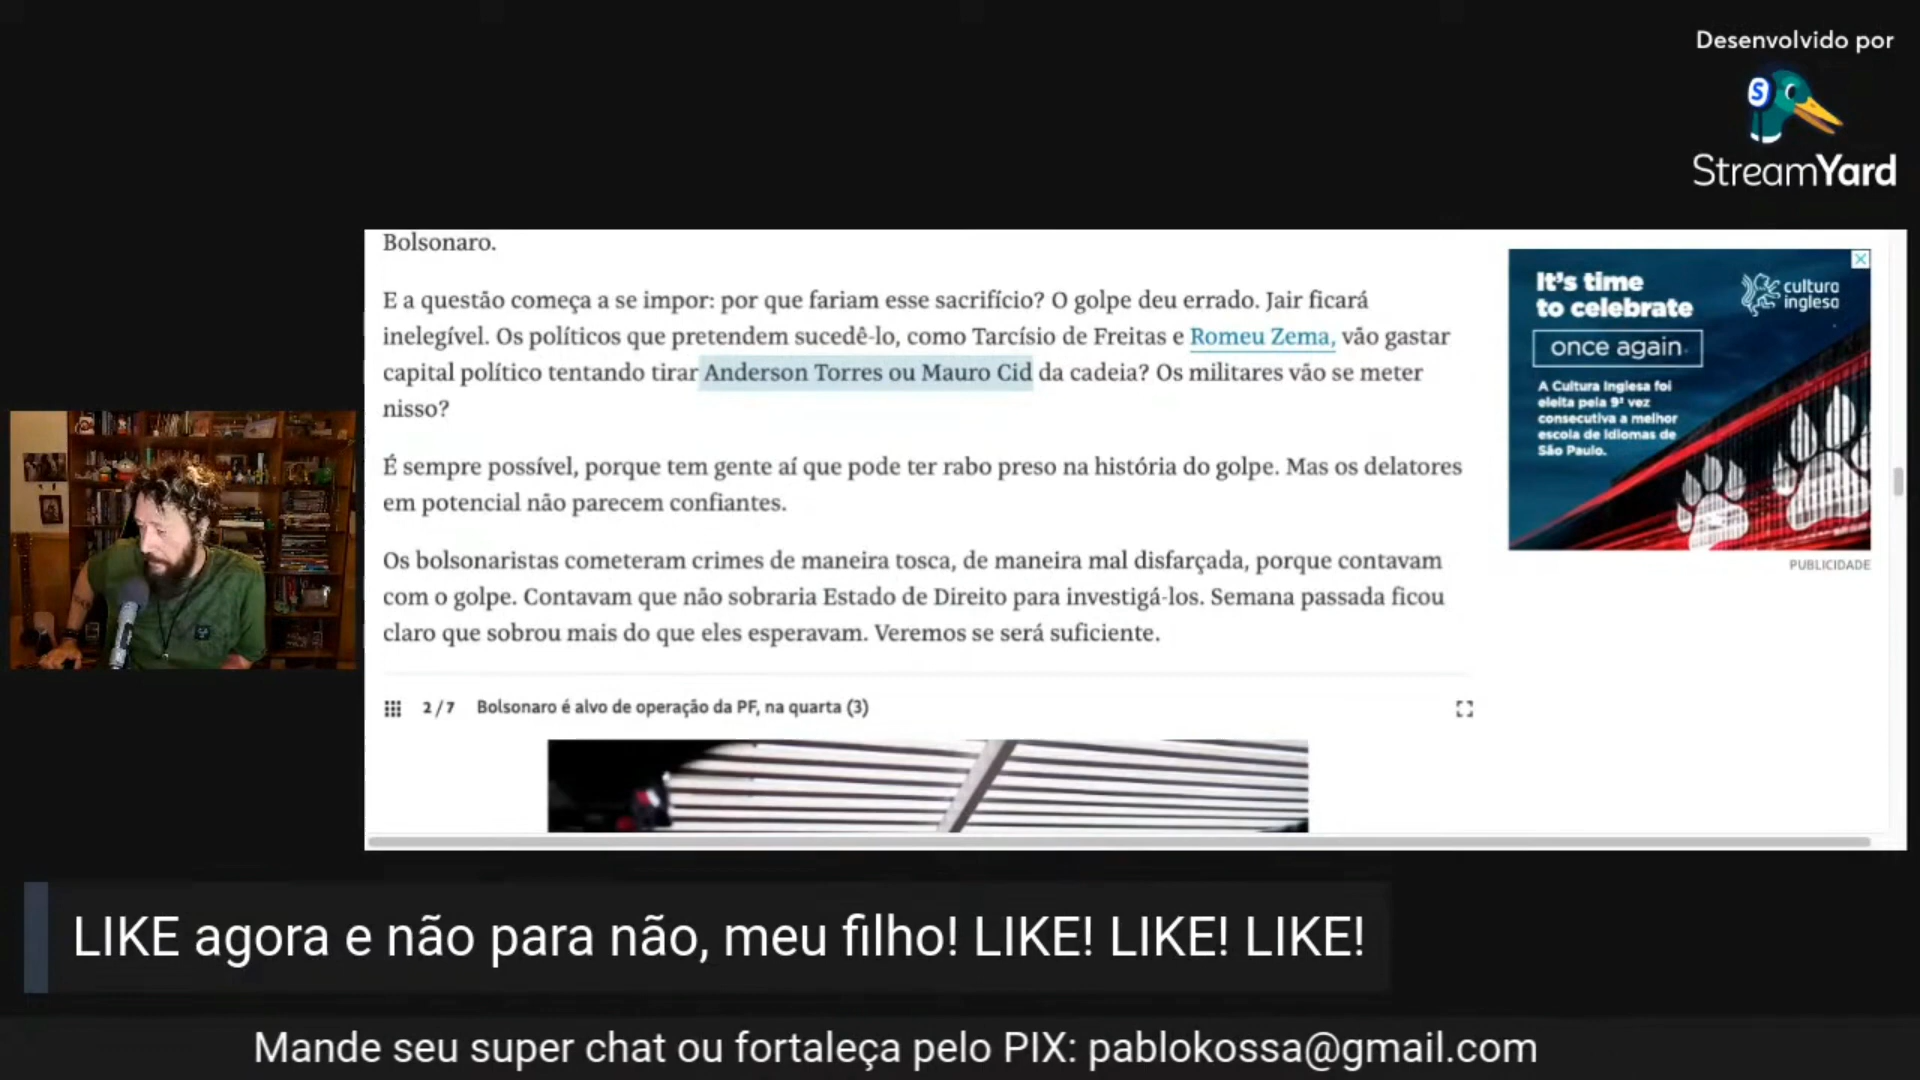 Desenvolvido por
S
StreamYard
Bolsonaro.
E a questão começa a se impor: por que fariam esse sacrifício? O golpe deu errado. Jair ficará
inelegível. Os políticos que pretendem sucedê-lo, como Tarcísio de Freitas e Romeu Zema, vão gastar
capital político tentando tirar Anderson Torres ou Mauro Cid da cadeia? Os militares vão se meter
nisso?
É sempre possível, porque tem gente aí que pode ter rabo preso na história do golpe. Mas os delatores
em potencial não parecem confiantes.
Os bolsonaristas cometeram crimes de maneira tosca, de maneira mal disfarçada, porque contavam
com o golpe. Contavam que não sobraria Estado de Direito para investigá-los. Semana passada ficou
claro que sobrou mais do que eles esperavam. Veremos se será suficiente.
2/7 Bolsonaro é alvo de operação da PF, na quarta (3)
It's time
to celebrate
once again.
cultura
inglesa
A Cultura Inglesa foi
eleita pela 9ª vez
consecutiva a melhor
escola de Idiomas de
São Paulo.
PUBLICIDADE
LIKE agora e não para não, meu filho! LIKE! LIKE! LIKE!
Mande seu super chat ou fortaleça pelo PIX: pablokossa@gmail.com